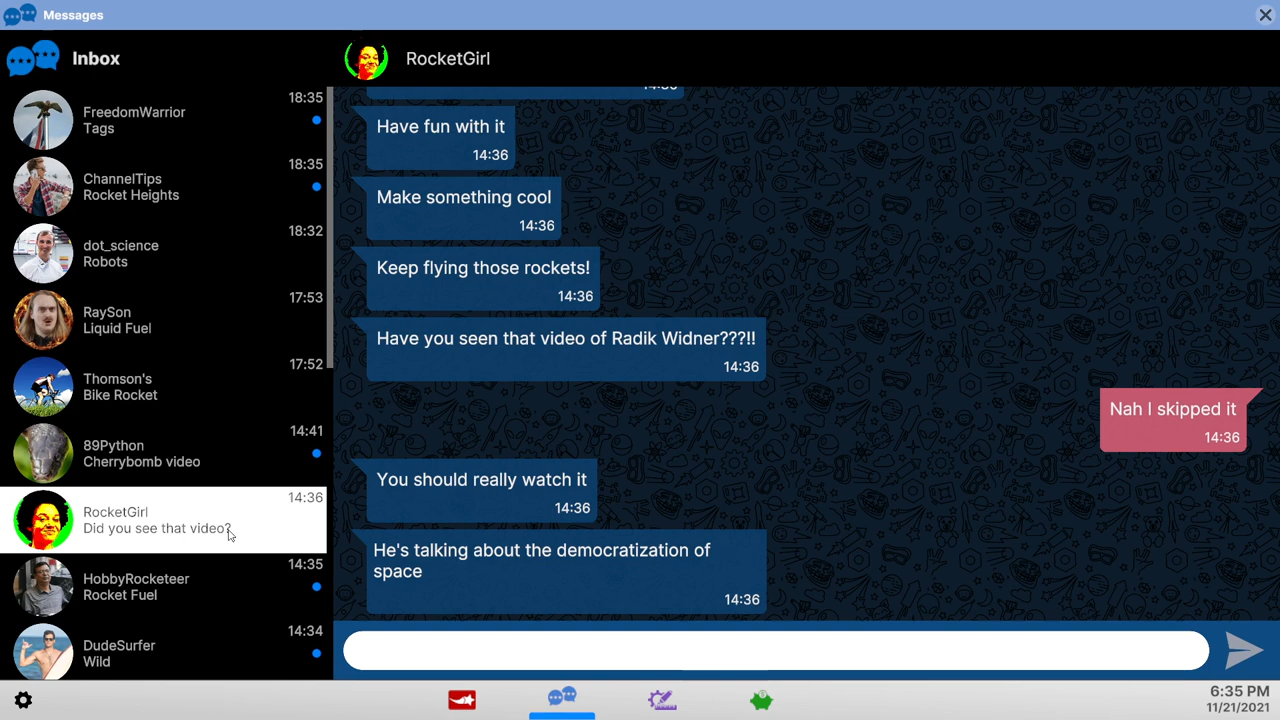 Messages
Inbox
FreedomWarrior
Tags
18:35
ChannelTips
Rocket Heights
18:35
dot_science
Robots
18:32
RaySon
Liquid Fuel
17:53
Thomson's
Bike Rocket
17:52
89Python
Cherrybomb video
14:41
RocketGirl
Did you see that video?
14:36
HobbyRocketeer
Rocket Fuel
14:35
DudeSurfer
Wild
14:34
RocketGirl
14:36
Have fun with it
14:36
Make something cool
14:36
Keep flying those rockets!
14:36
Have you seen that video of Radik Widner???!!
14:36
Nah I skipped it
14:36
You should really watch it
14:36
He's talking about the democratization of
space
14:36
6:35 PM
11/21/2021